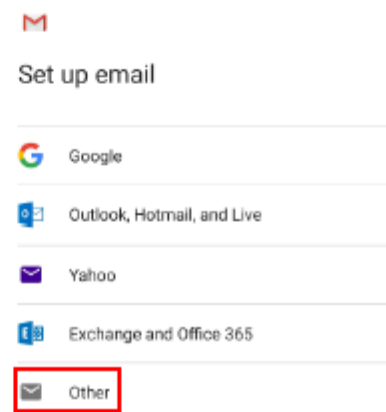 Set up email
Google
Outlook, Hotmail, and Live
Yahoo
Exchange and Office 365
Other